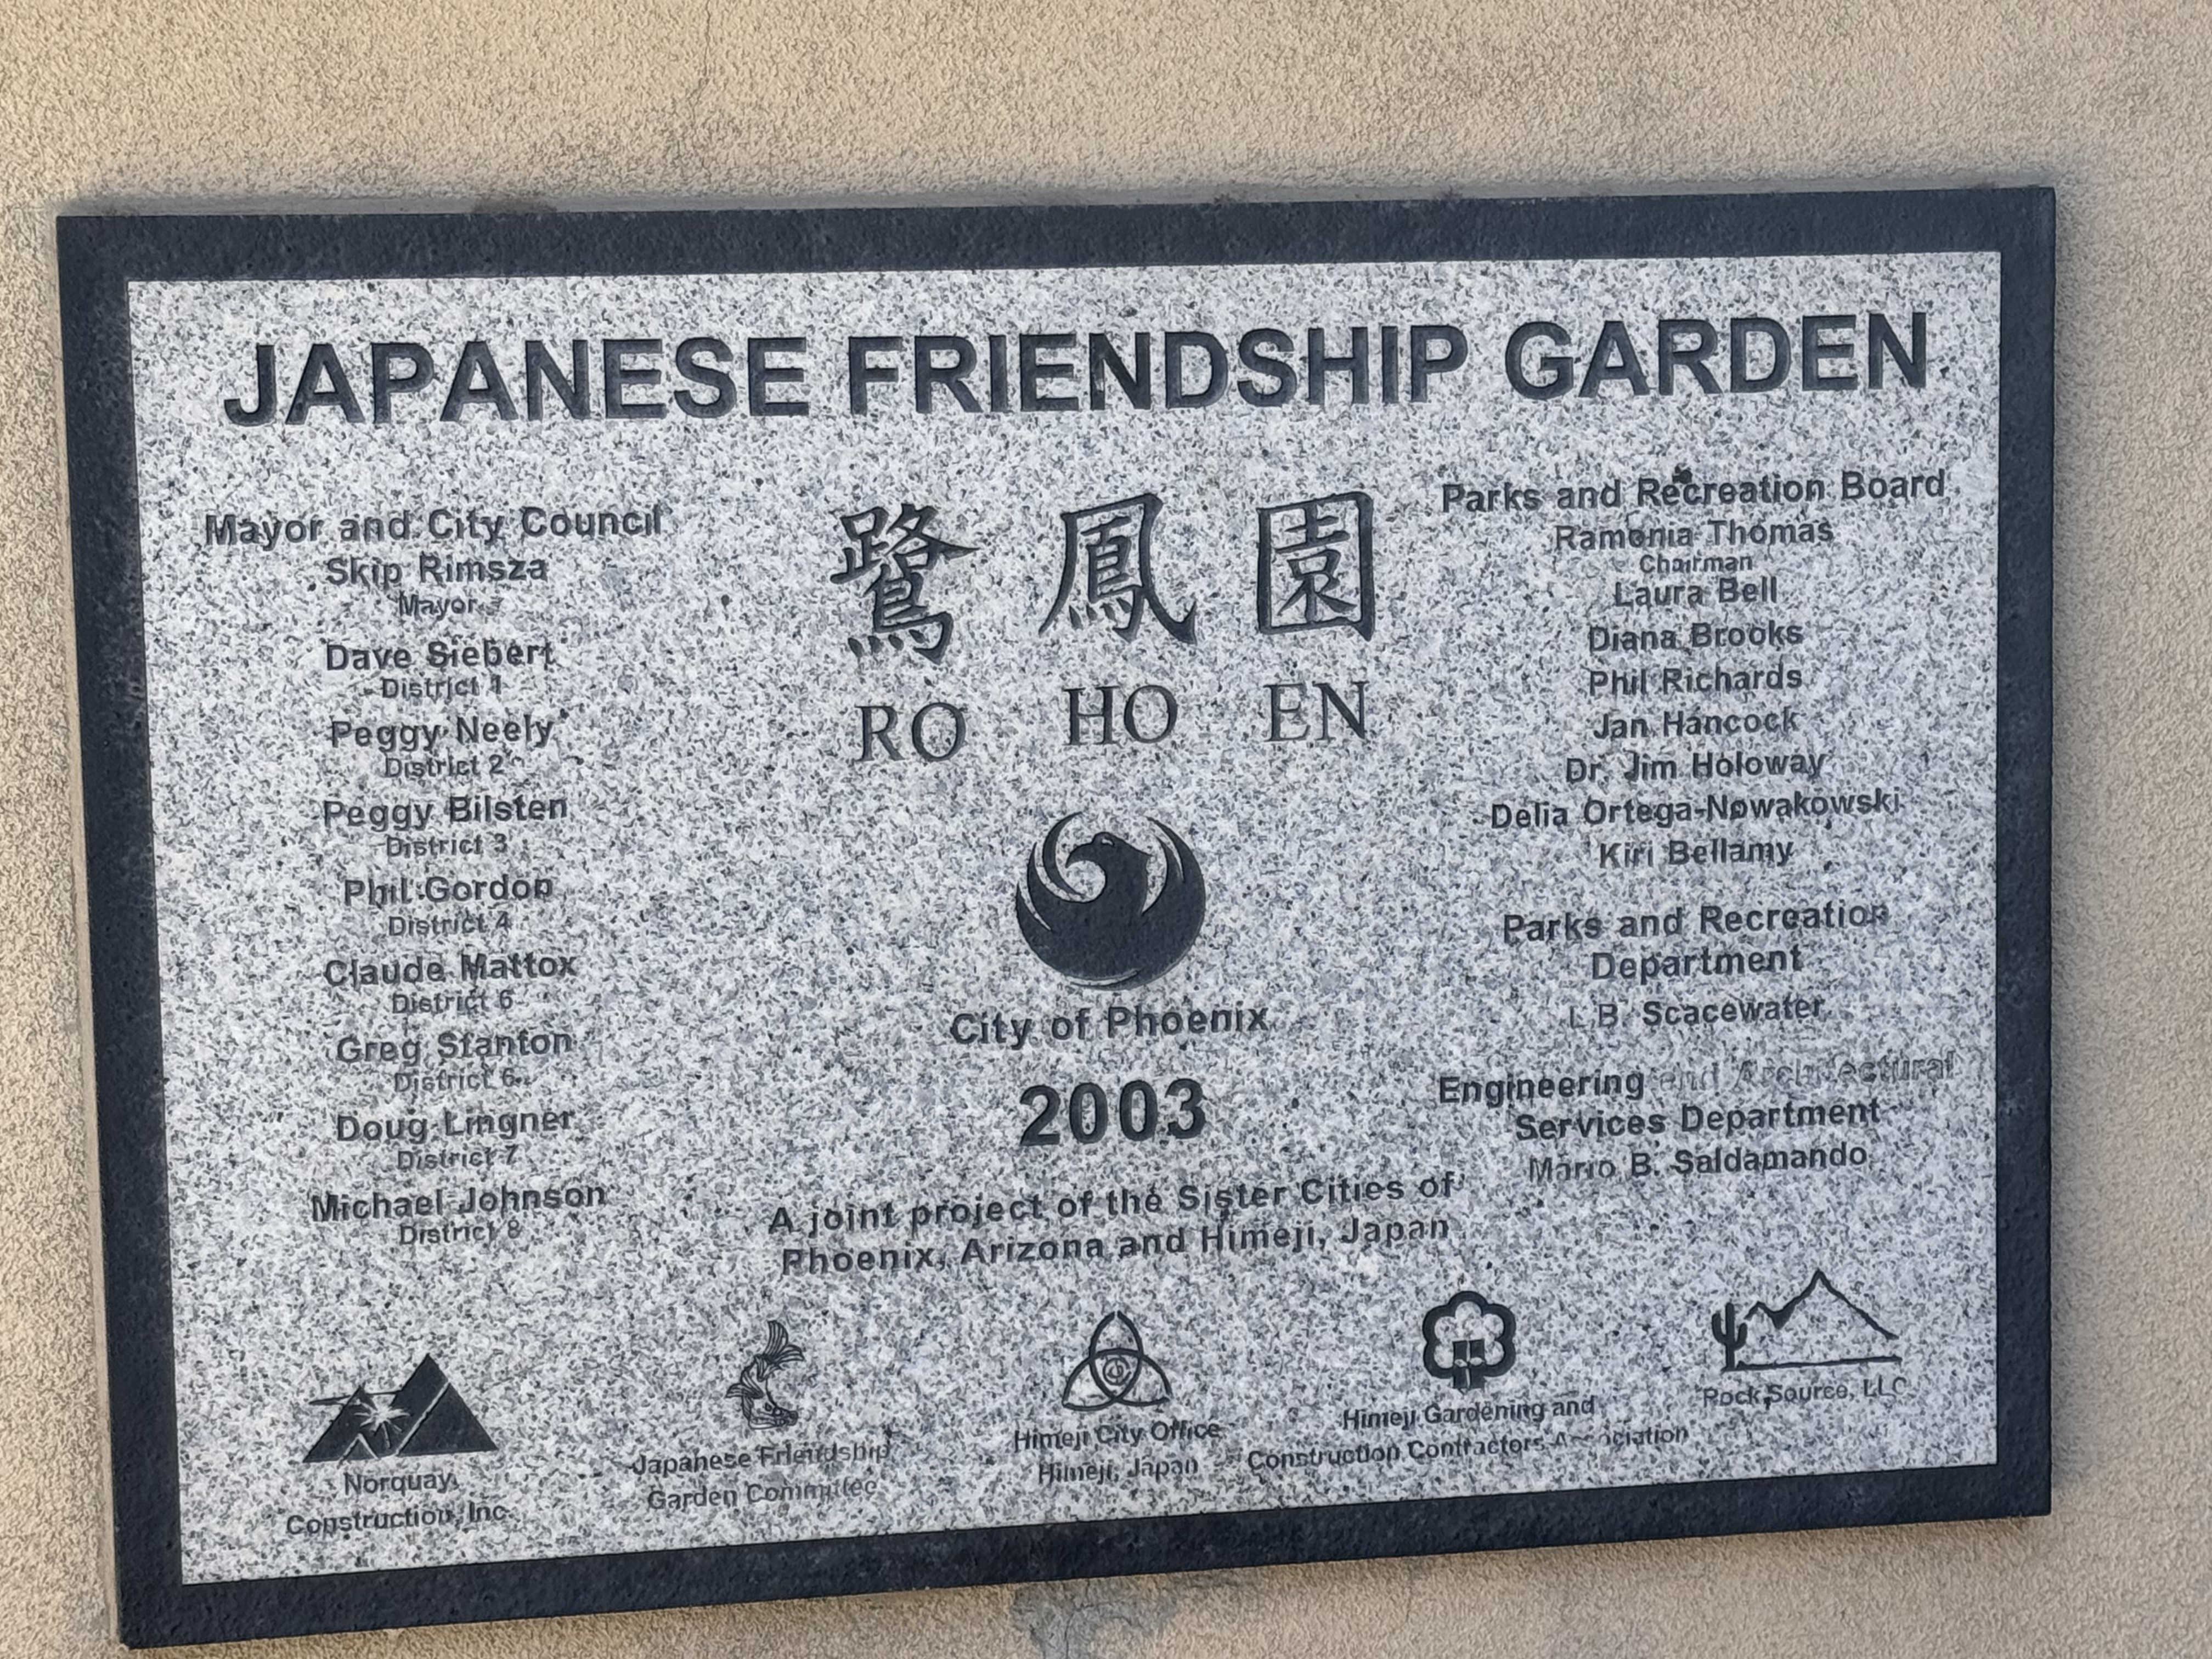 JAPANESE FRIENDSHIP GARDEN
Mayor and City Council
Skip Rimsza
Mayor
Dave Siebert
District 1
Peggy Neely
District 2
Peggy Bilsten
District 3
Phil Gordon
District 4
Claude Mattox
District 6
Greg Stanton
District 6
Doug Lingner
District 7
Michael Johnson
District 8
鷺 鳳 園
RO HO EN
City of Phoenix
2003
A joint project of the Sister Cities of
Phoenix, Arizona and Himeji, Japan
Parks and Recreation Board
Ramonia Thomas
Chairman
Laura Bell
Diana Brooks
Phil Richards
Jan Hancock
Dr. Jim Holoway
Delia Ortega-Nowakowski
Kiri Bellamy
Parks and Recreation
Department
L.B. Scacewater
Engineering and Architectural
Services Department
Mario B. Saldamando
Norquay
Construction, Inc.
Japanese Friendship
Garden Committee
Himeji City Office
Himeji, Japan
Himeji Gardening and
Construction Contractors Association
Rock Source, LLC